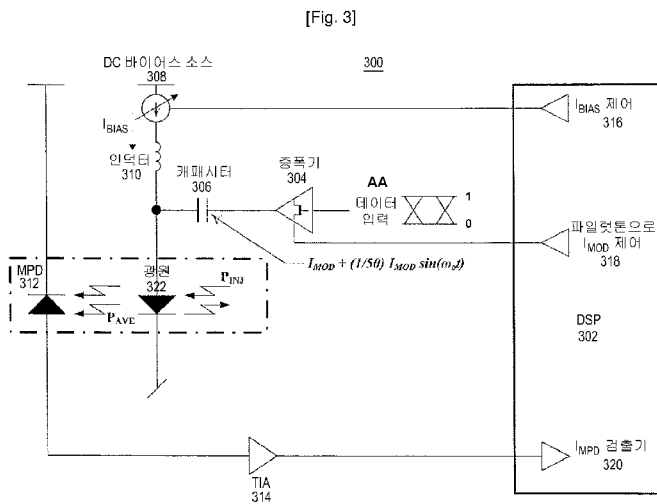 [Fig. 3]
DC 바이어스 소스
308
300
I_BIAS
I_BIAS 제어
316
인덕터
310
캐패시터
306
증폭기
304
AA
데이터
입력
1
0
파일럿톤으로
I_MOD 제어
318
I_MOD + (1/50) I_MOD sin(ω_o t)
MPD
312
광원
322
P_INJ
P_AVE
DSP
302
TIA
314
I_MPD 검출기
320